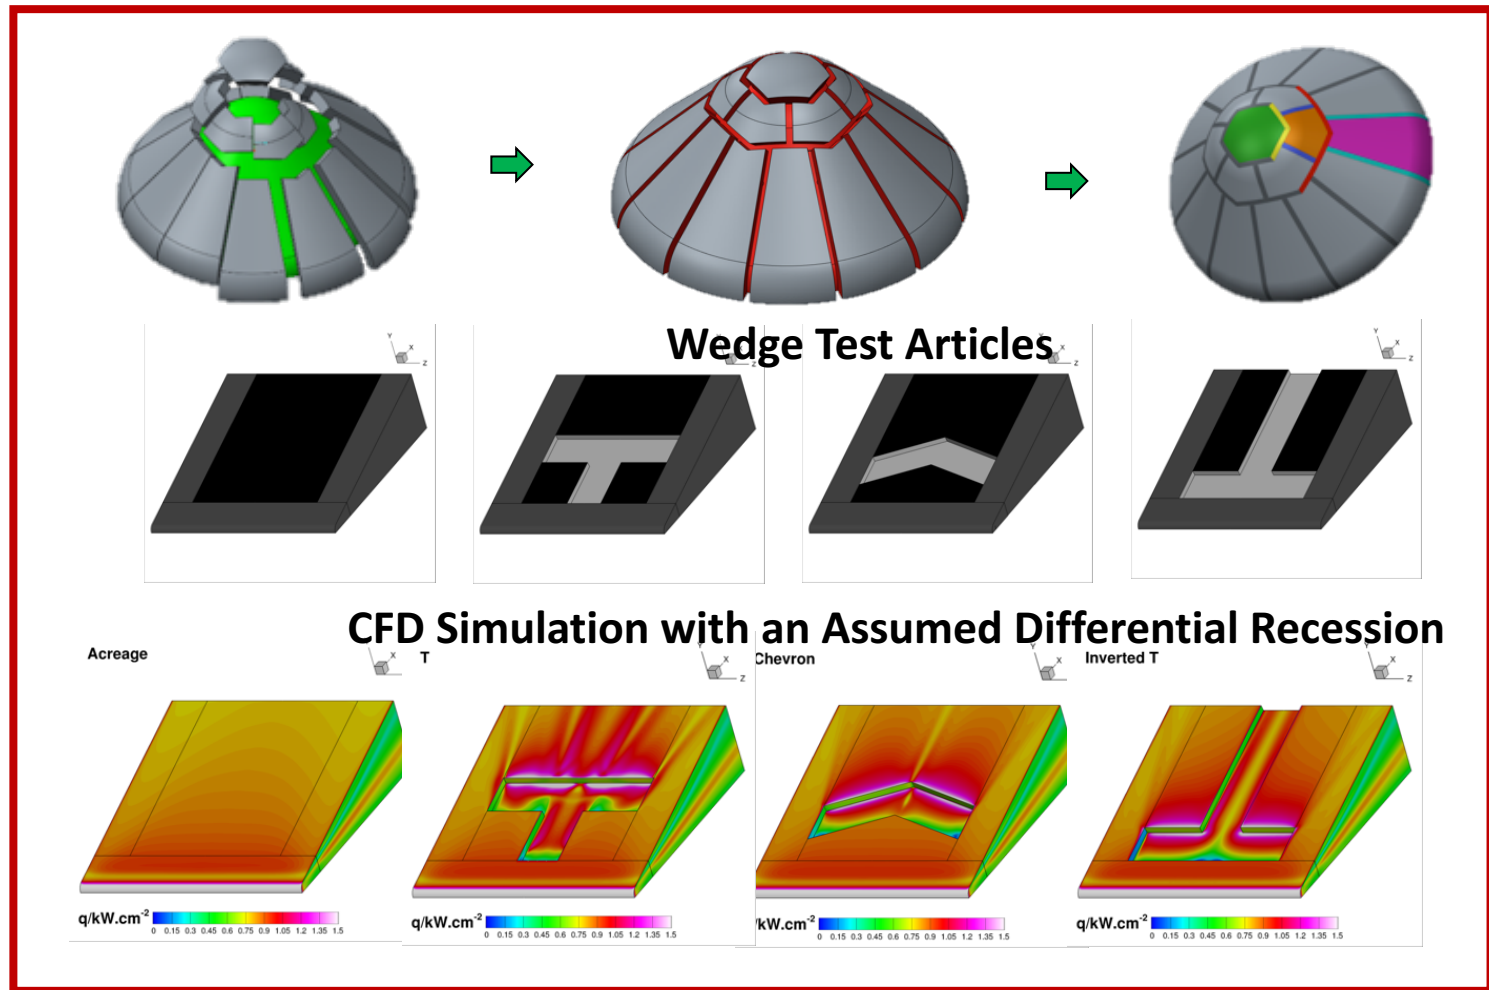 Wedge Test Articles
Y X Z
Y X Z
CFD Simulation with an Assumed Differential Recession
Acreage
X
T
Y X Z
Chevron
Y X
Inverted T
Y X Z
q/kW.cm-2 0 0.15 0.3 0.45 0.6 0.75 0.9 1.05 1.2 1.35 1.5
q/kW.cm-2 0 0.15 0.3 0.45 0.6 0.75 0.9 1.05 1.2 1.35 1.5
/kW.cm-2 0 0.15 0.3 0.45 0.6 0.75 0.9 1.05 1.2 1.35 1.5
q/kW.cm-2 0 0.15 0.3 0.45 0.6 0.75 0.9 1.05 1.2 1.35 1.5